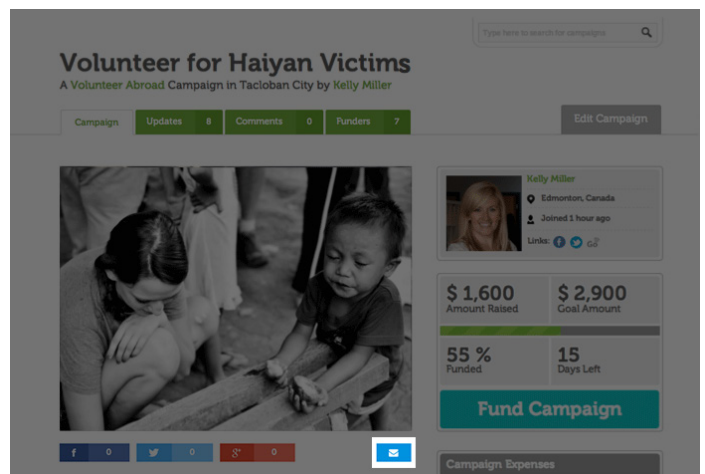 Type here to search for campaigns
Volunteer for Haiyan Victims
A Volunteer Abroad Campaign in Tacloban City by Kelly Miller
Campaign
Updates 8
Comments 0
Funders 7
Edit Campaign
Kelly Miller
Edmonton, Canada
Joined 1 hour ago
Links:
$ 1,600
Amount Raised
$ 2,900
Goal Amount
55 %
Funded
15
Days Left
Fund Campaign
f 0
0
g+ 0
Campaign Expenses